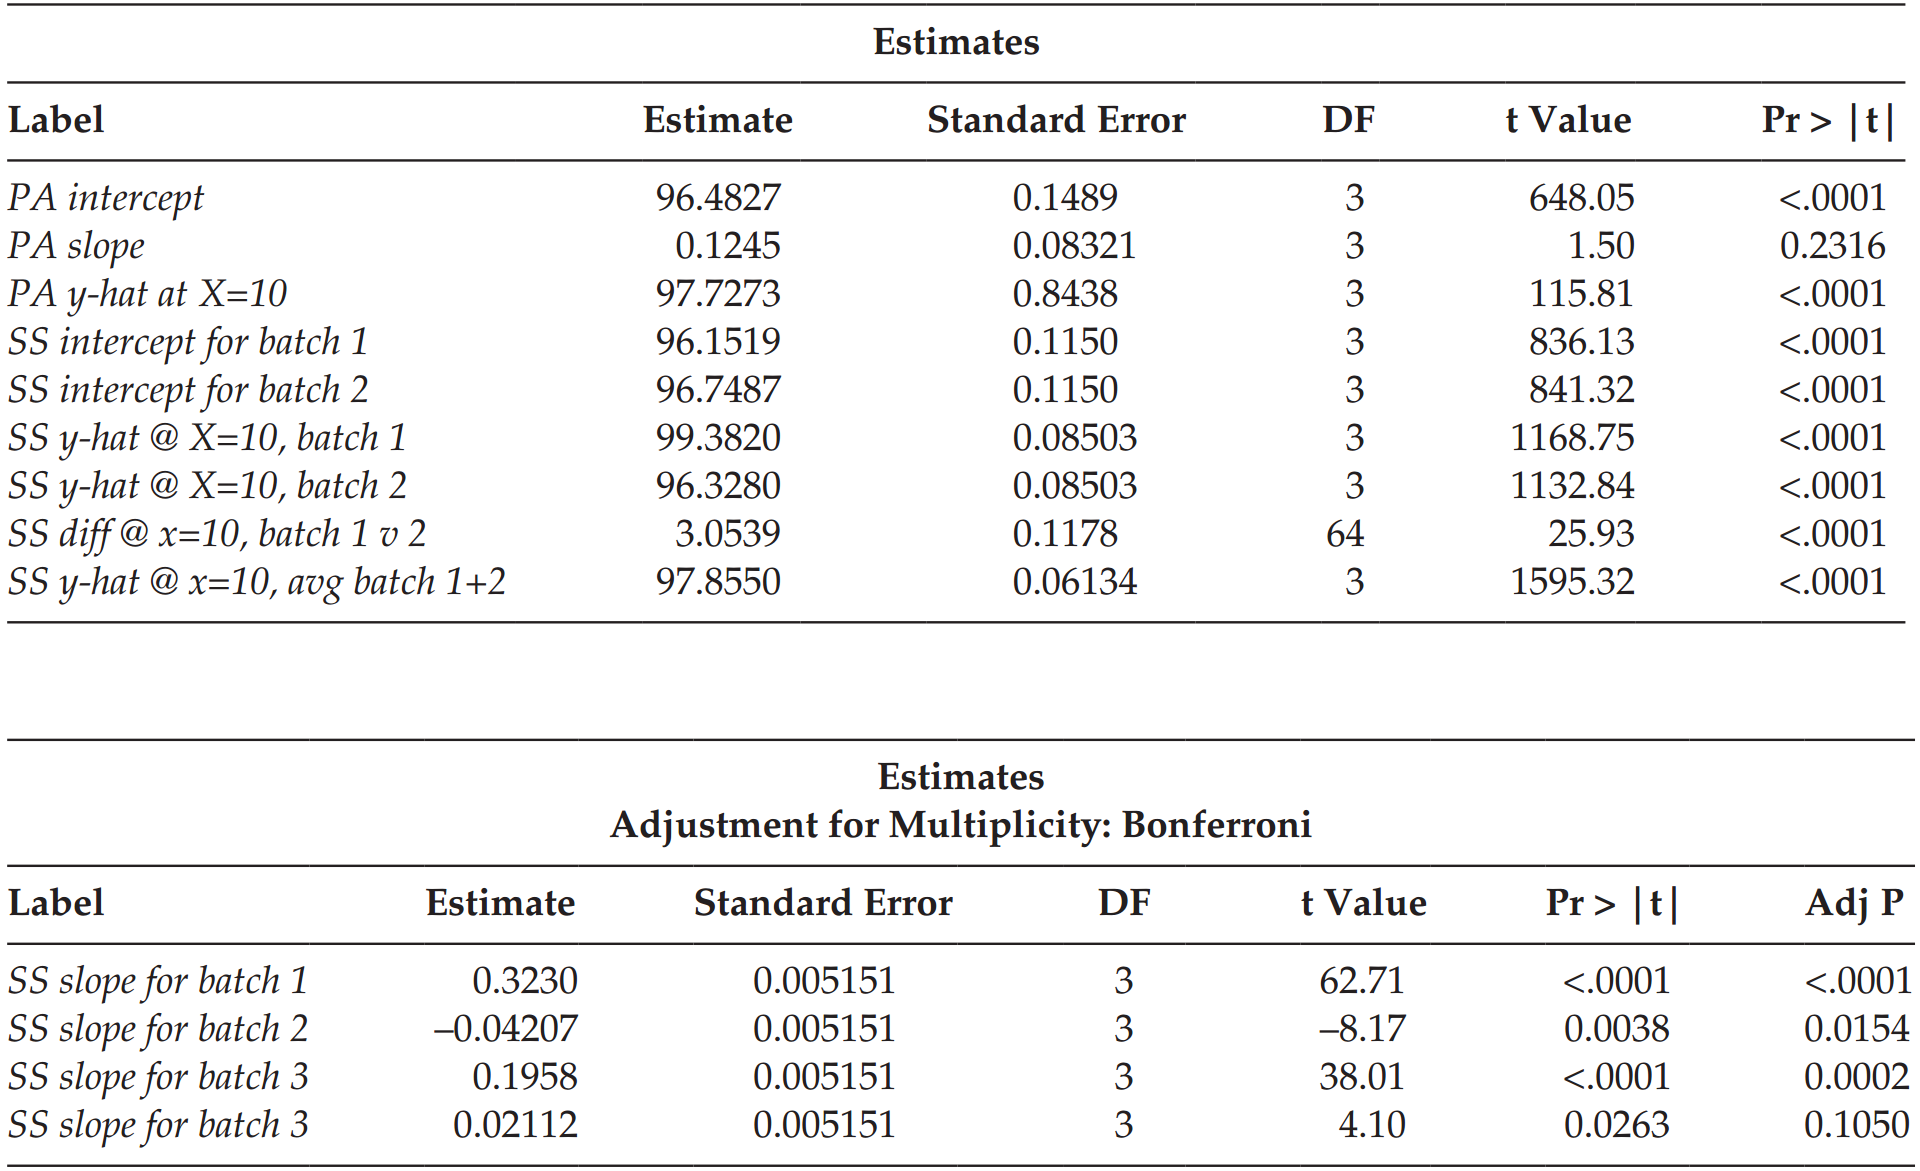 Estimates
Label Estimate Standard Error DF t Value Pr > |t|
PA intercept 96.4827 0.1489 3 648.05 <.0001
PA slope 0.1245 0.08321 3 1.50 0.2316
PA y-hat at X=10 97.7273 0.8438 3 115.81 <.0001
SS intercept for batch 1 96.1519 0.1150 3 836.13 <.0001
SS intercept for batch 2 96.7487 0.1150 3 841.32 <.0001
SS y-hat @ X=10, batch 1 99.3820 0.08503 3 1168.75 <.0001
SS y-hat @ X=10, batch 2 96.3280 0.08503 3 1132.84 <.0001
SS diff @ x=10, batch 1 v 2 3.0539 0.1178 64 25.93 <.0001
SS y-hat @ x=10, avg batch 1+2 97.8550 0.06134 3 1595.32 <.0001
Estimates
Adjustment for Multiplicity: Bonferroni
Label Estimate Standard Error DF t Value Pr > |t| Adj P
SS slope for batch 1 0.3230 0.005151 3 62.71 <.0001 <.0001
SS slope for batch 2 –0.04207 0.005151 3 –8.17 0.0038 0.0154
SS slope for batch 3 0.1958 0.005151 3 38.01 <.0001 0.0002
SS slope for batch 3 0.02112 0.005151 3 4.10 0.0263 0.1050